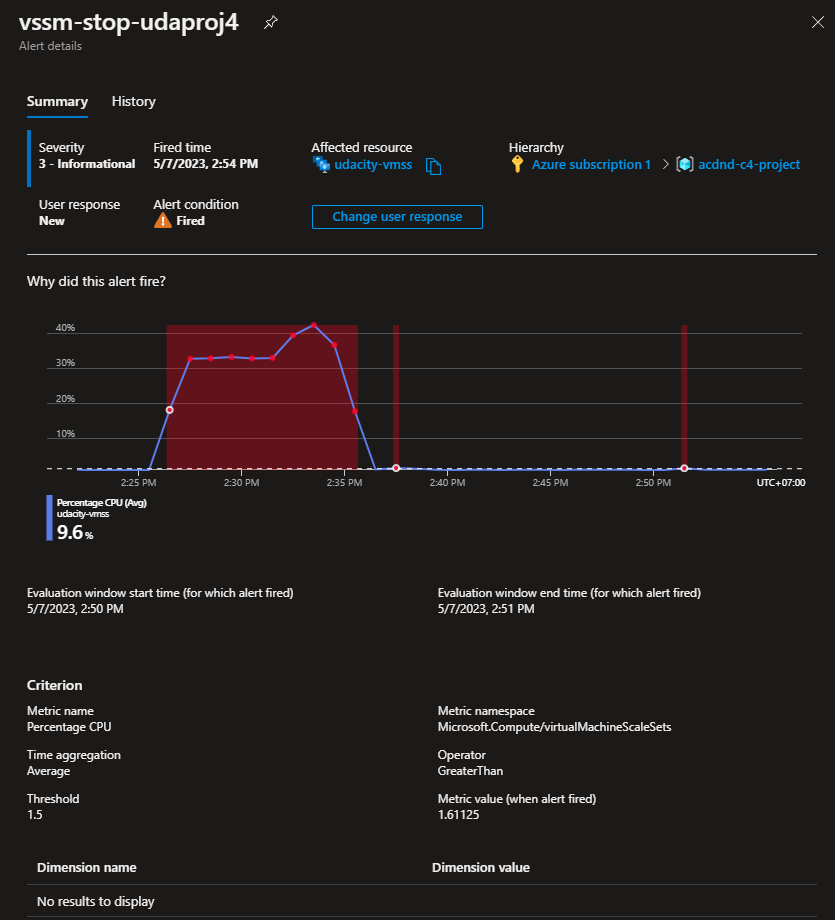 vssm-stop-udaproj4
Alert details
Summary History
Severity Fired time Affected resource Hierarchy
3 - Informational 5/7/2023, 2:54 PM udacity-vmss Azure subscription 1 > acdnd-c4-project
User response Alert condition
New Fired Change user response
Why did this alert fire?
40%
30%
20%
10%
2:25 PM 2:30 PM 2:35 PM 2:40 PM 2:45 PM 2:50 PM UTC+07:00
Percentage CPU (Avg)
udacity-vmss
9.6 %
Evaluation window start time (for which alert fired) Evaluation window end time (for which alert fired)
5/7/2023, 2:50 PM 5/7/2023, 2:51 PM
Criterion
Metric name Metric namespace
Percentage CPU Microsoft.Compute/virtualMachineScaleSets
Time aggregation Operator
Average GreaterThan
Threshold Metric value (when alert fired)
1.5 1.61125
Dimension name Dimension value
No results to display